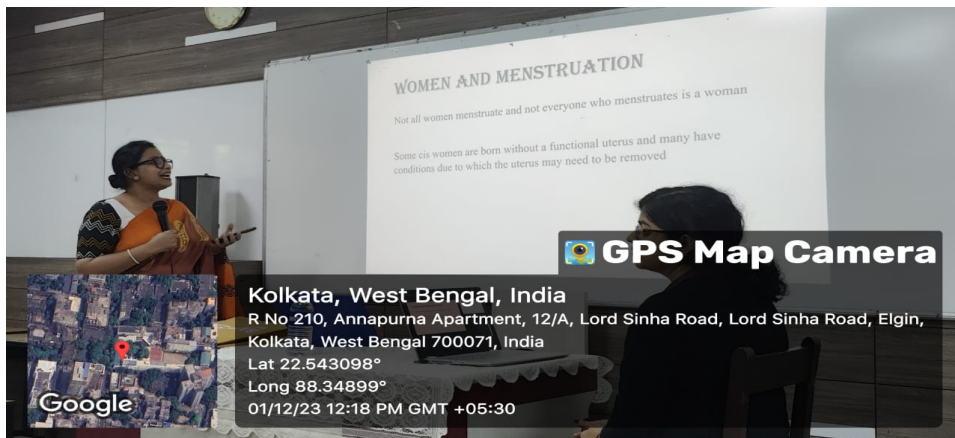 WOMEN AND MENSTRUATION
Not all women menstruate and not everyone who menstruates is a woman
Some cis women are born without a functional uterus and many have
conditions due to which the uterus may need to be removed
GPS Map Camera
Kolkata, West Bengal, India
R No 210, Annapurna Apartment, 12/A, Lord Sinha Road, Lord Sinha Road, Elgin,
Kolkata, West Bengal 700071, India
Lat 22.543098°
Long 88.34899°
01/12/23 12:18 PM GMT +05:30
Google